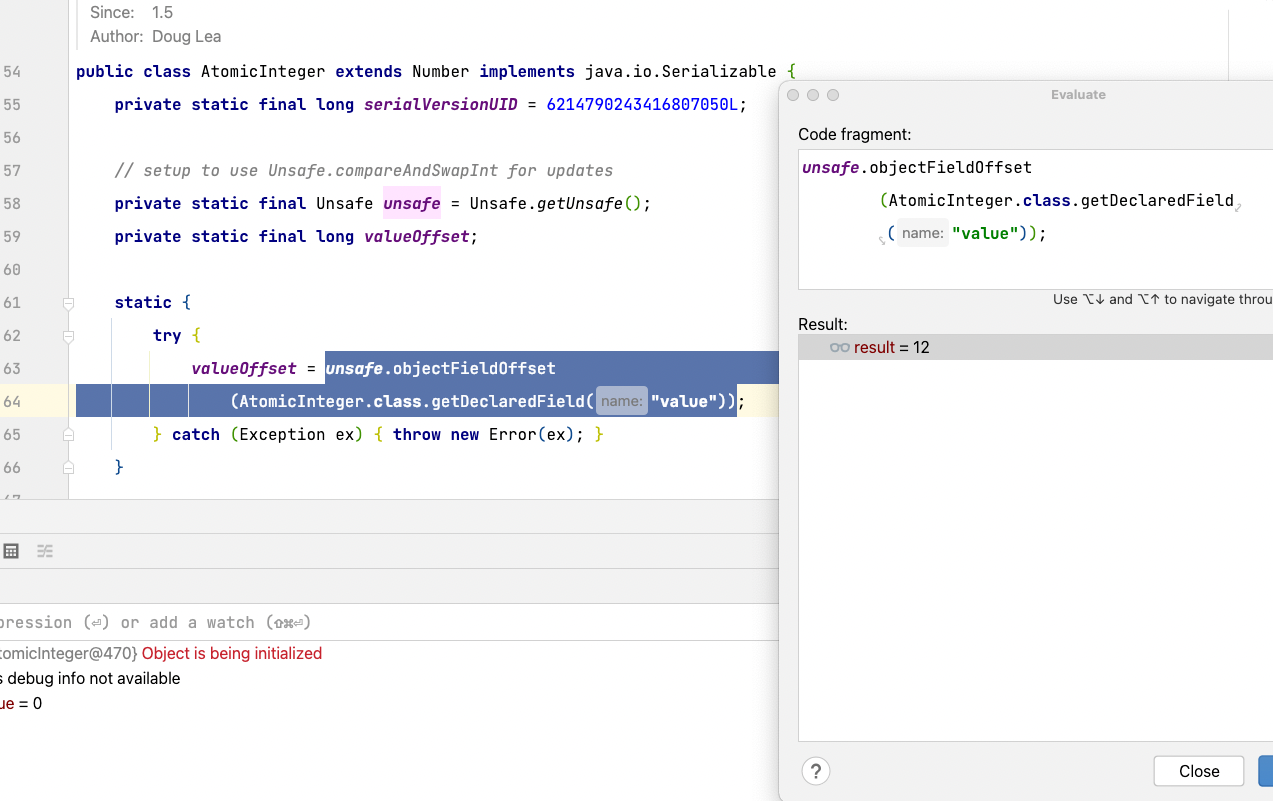 Since: 1.5
Author: Doug Lea
54 public class AtomicInteger extends Number implements java.io.Serializable {
55 private static final long serialVersionUID = 6214790243416807050L;
56
57 // setup to use Unsafe.compareAndSwapInt for updates
58 private static final Unsafe unsafe = Unsafe.getUnsafe();
59 private static final long valueOffset;
60
61 static {
62 try {
63 valueOffset = unsafe.objectFieldOffset
64 (AtomicInteger.class.getDeclaredField( name: "value"));
65 } catch (Exception ex) { throw new Error(ex); }
66 }
67
pression (⏎) or add a watch (⇧⌘⏎)
tomicInteger@470} Object is being initialized
s debug info not available
ue = 0
Evaluate
Code fragment:
unsafe.objectFieldOffset
(AtomicInteger.class.getDeclaredField
( name: "value"));
Use ⌥↓ and ⌥↑ to navigate throu
Result:
result = 12
?
Close